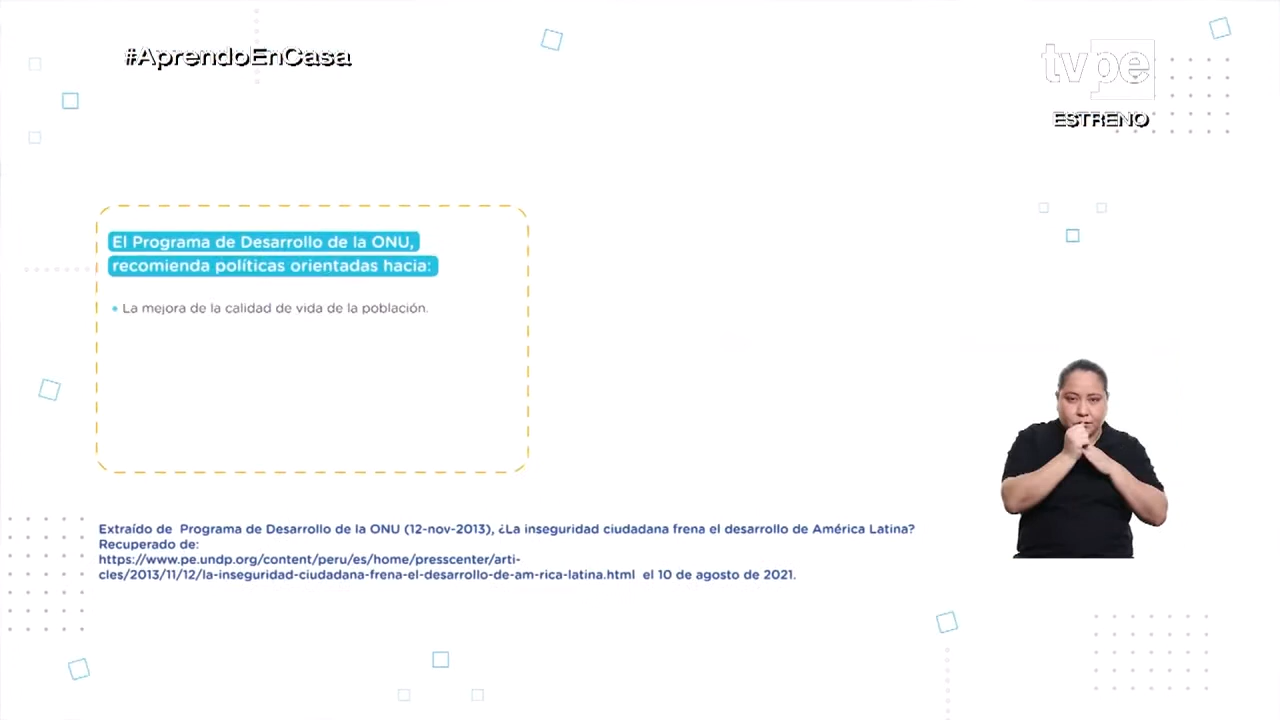 #AprendoEnCasa
tvpe
ESTRENO
El Programa de Desarrollo de la ONU,
recomienda políticas orientadas hacia:
• La mejora de la calidad de vida de la población.
Extraído de Programa de Desarrollo de la ONU (12-nov-2013), ¿La inseguridad ciudadana frena el desarrollo de América Latina?
Recuperado de:
https://www.pe.undp.org/content/peru/es/home/presscenter/arti-
cles/2013/11/12/la-inseguridad-ciudadana-frena-el-desarrollo-de-am-rica-latina.html el 10 de agosto de 2021.